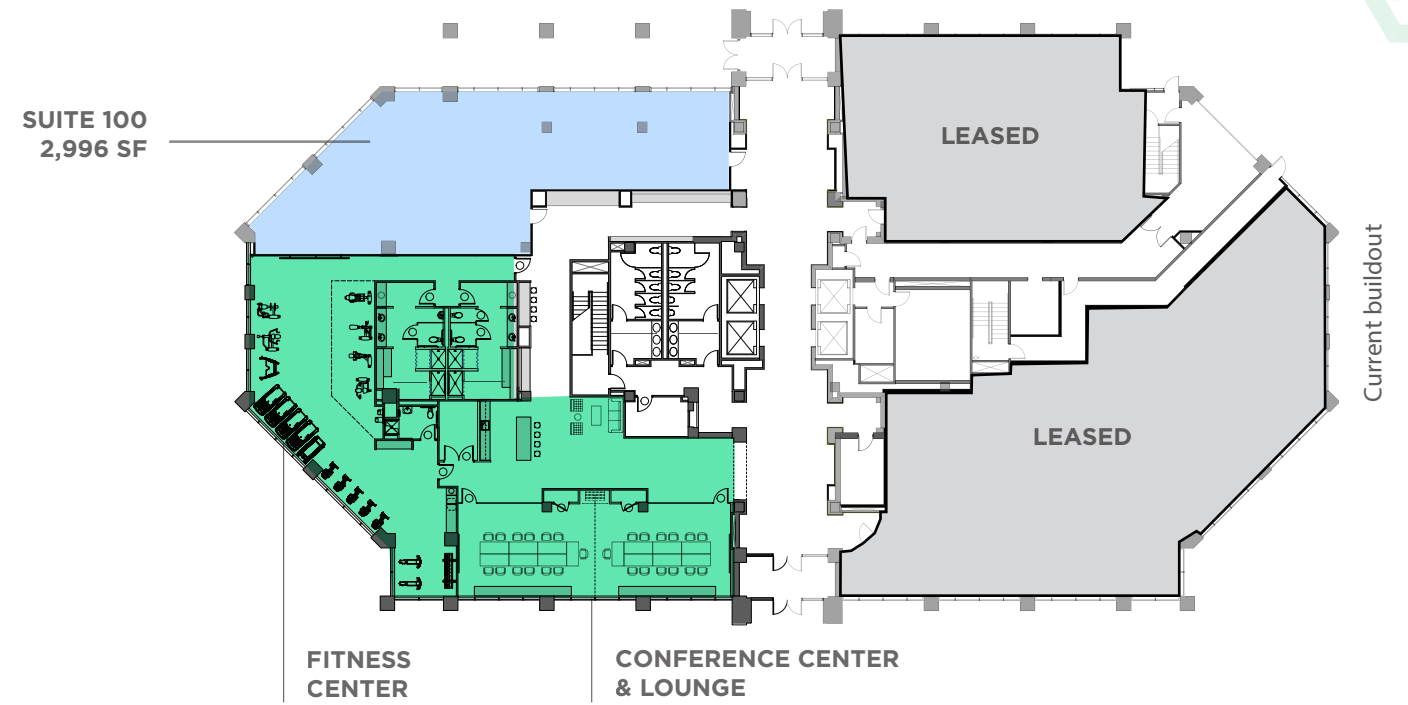 SUITE 100
2,996 SF
LEASED
LEASED
Current buildout
FITNESS
CENTER
CONFERENCE CENTER
& LOUNGE